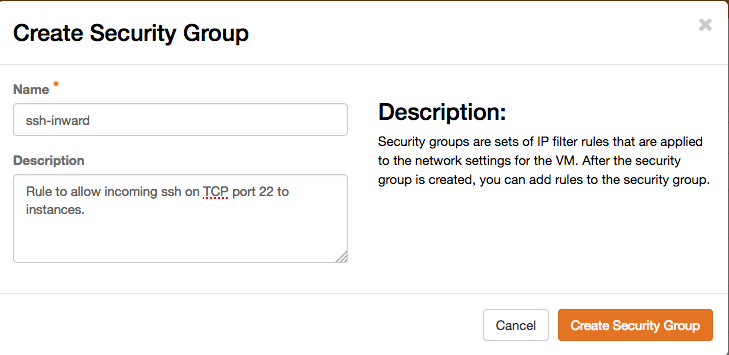 Create Security Group
×
Name *
ssh-inward
Description
Rule to allow incoming ssh on TCP port 22 to
instances.
Description:
Security groups are sets of IP filter rules that are applied
to the network settings for the VM. After the security
group is created, you can add rules to the security group.
Cancel
Create Security Group